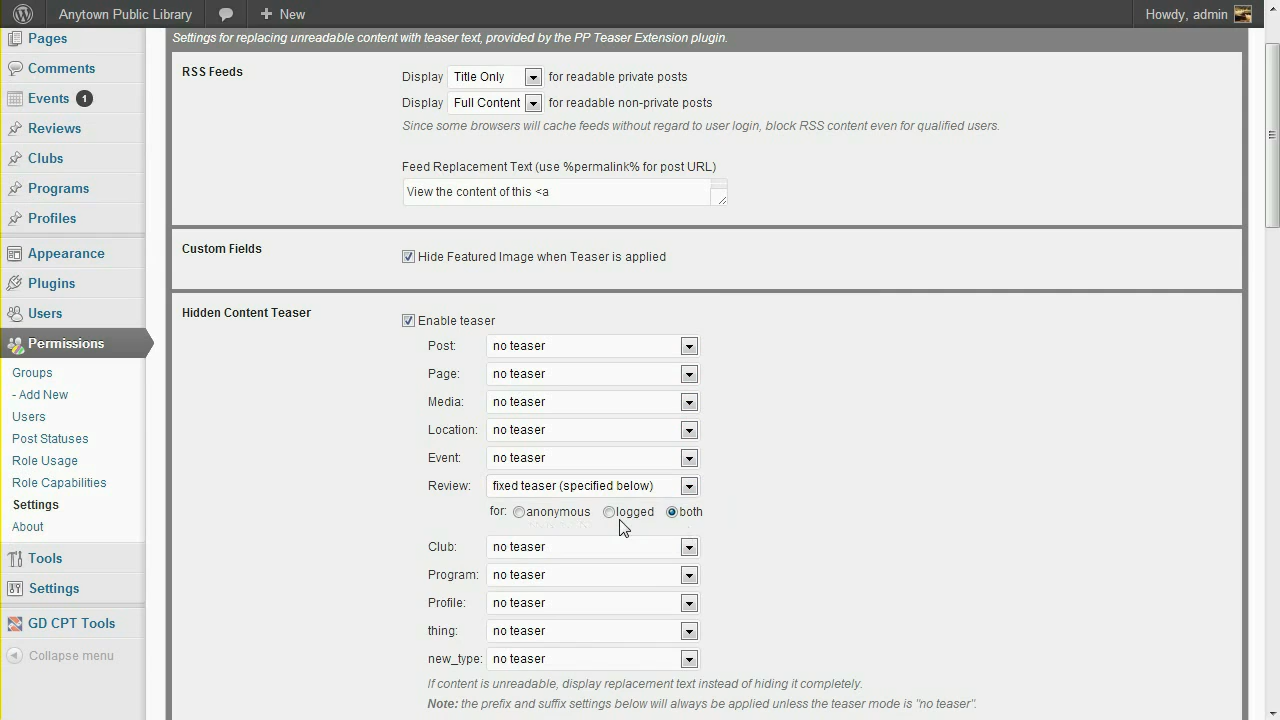 Anytown Public Library
New
Howdy, admin
Pages
Comments
Events 1
Reviews
Clubs
Programs
Profiles
Appearance
Plugins
Users
Permissions
Groups
- Add New
Users
Post Statuses
Role Usage
Role Capabilities
Settings
About
Tools
Settings
GD CPT Tools
Collapse menu
Settings for replacing unreadable content with teaser text, provided by the PP Teaser Extension plugin.
RSS Feeds
Display Title Only for readable private posts
Display Full Content for readable non-private posts
Since some browsers will cache feeds without regard to user login, block RSS content even for qualified users.
Feed Replacement Text (use %permalink% for post URL)
View the content of this <a
Custom Fields
Hide Featured Image when Teaser is applied
Hidden Content Teaser
Enable teaser
Post: no teaser
Page: no teaser
Media: no teaser
Location: no teaser
Event: no teaser
Review: fixed teaser (specified below)
for: anonymous logged both
Club: no teaser
Program: no teaser
Profile: no teaser
thing: no teaser
new_type: no teaser
If content is unreadable, display replacement text instead of hiding it completely.
Note: the prefix and suffix settings below will always be applied unless the teaser mode is "no teaser".